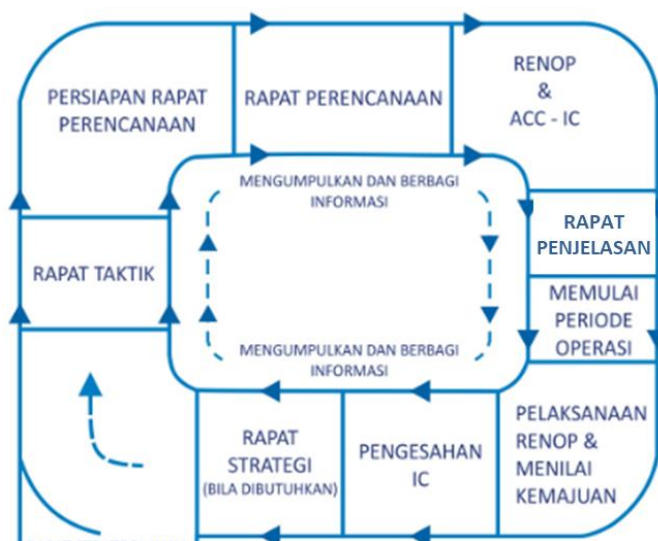 PERSIAPAN RAPAT
PERENCANAAN
RAPAT PERENCANAAN
RENOP
&
ACC - IC
MENGUMPULKAN DAN BERBAGI
INFORMASI
RAPAT
PENJELASAN
RAPAT TAKTIK
MEMULAI
PERIODE
OPERASI
MENGUMPULKAN DAN BERBAGI
INFORMASI
RAPAT
STRATEGI
(BILA DIBUTUHKAN)
PENGESAHAN
IC
PELAKSANAAN
RENOP &
MENILAI
KEMAJUAN